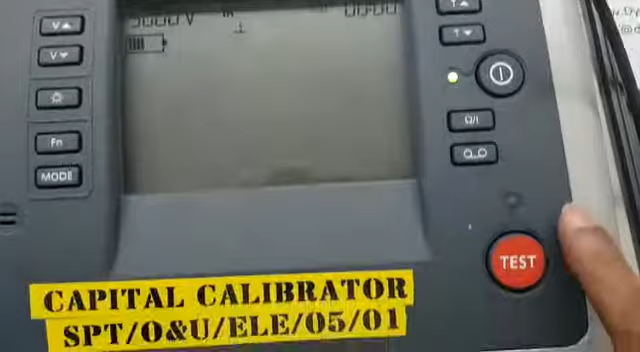 V▲
V▼
Fn
MODE
T▲
T▼
Ω/I
TEST
CAPITAL CALIBRATOR
SPT/O&U/ELE/05/01